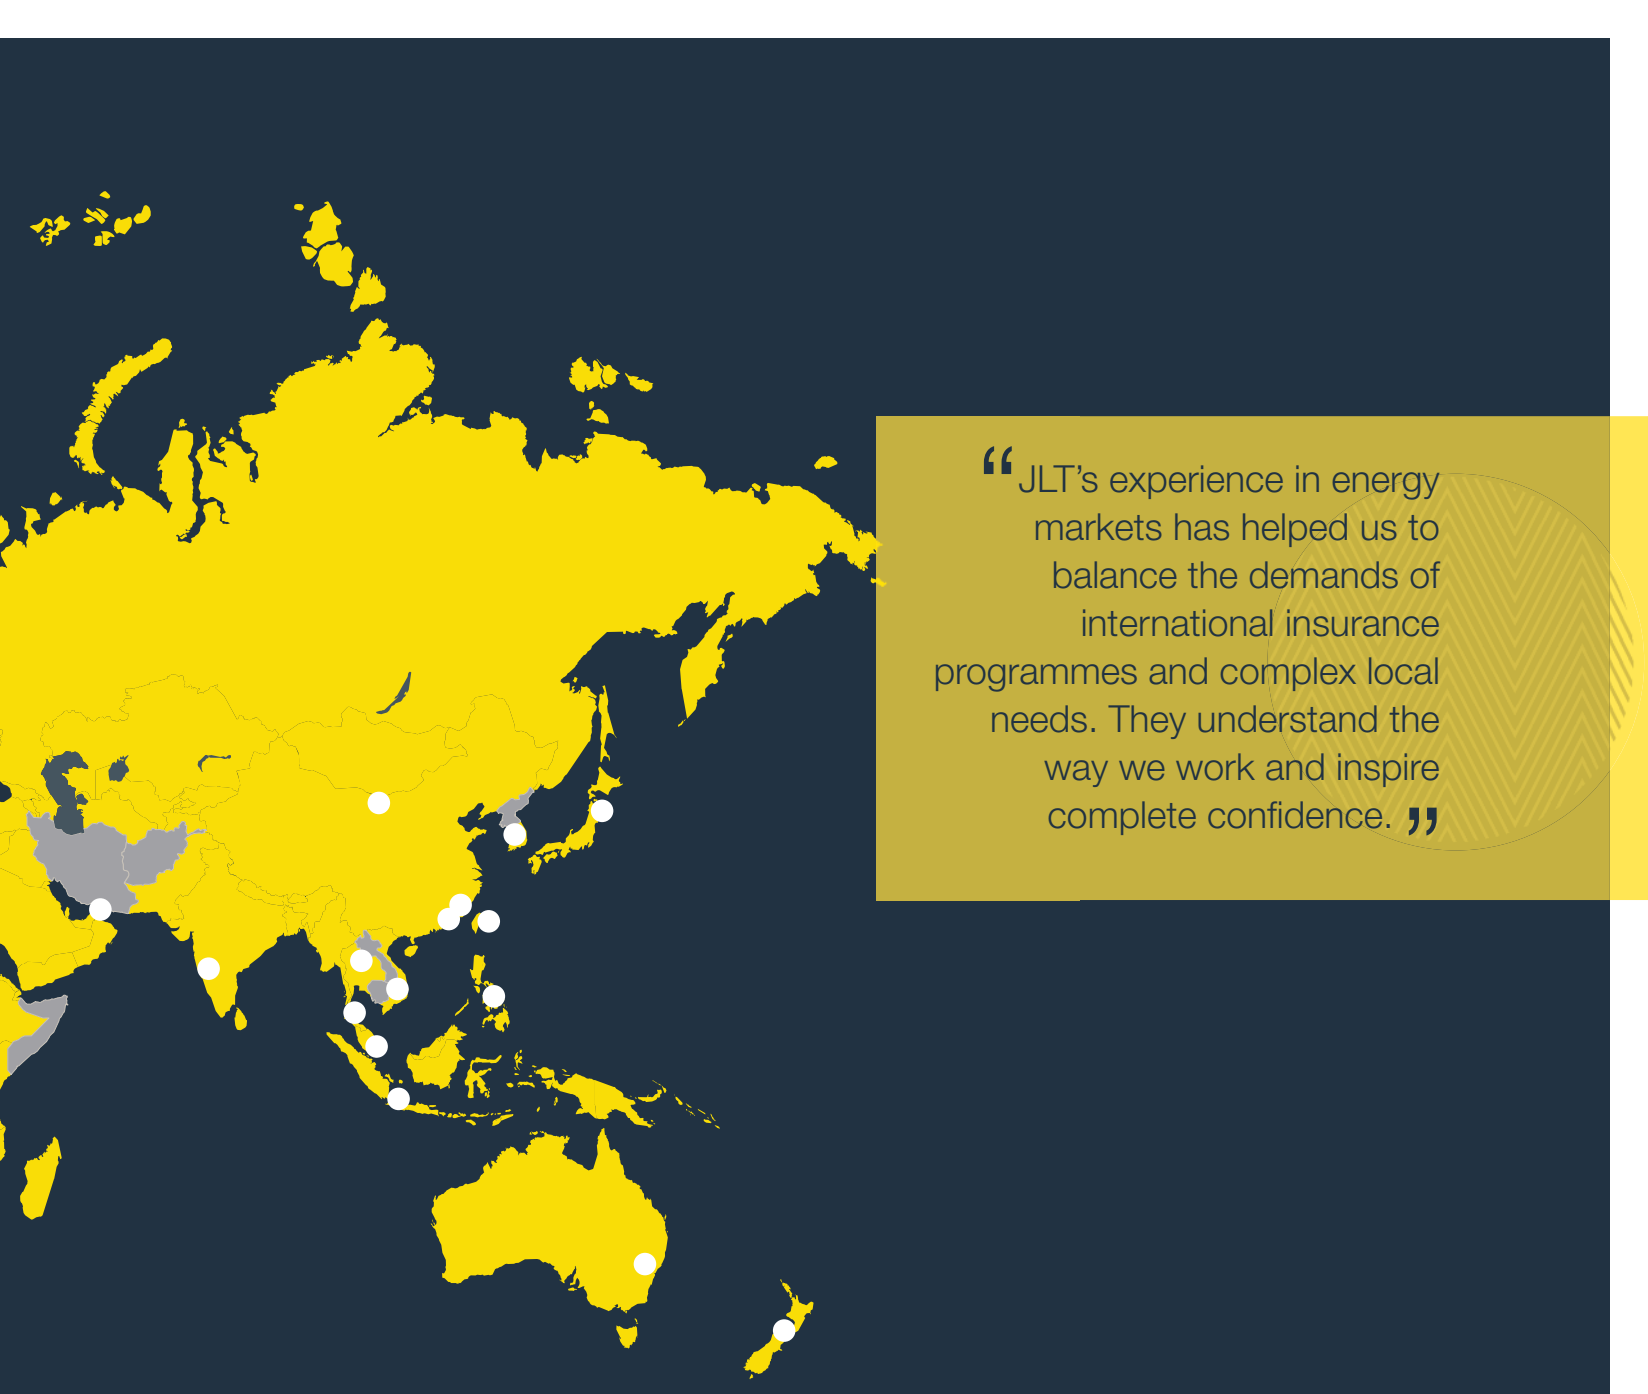 “JLT’s experience in energy
markets has helped us to
balance the demands of
international insurance
programmes and complex local
needs. They understand the
way we work and inspire
complete confidence. ”